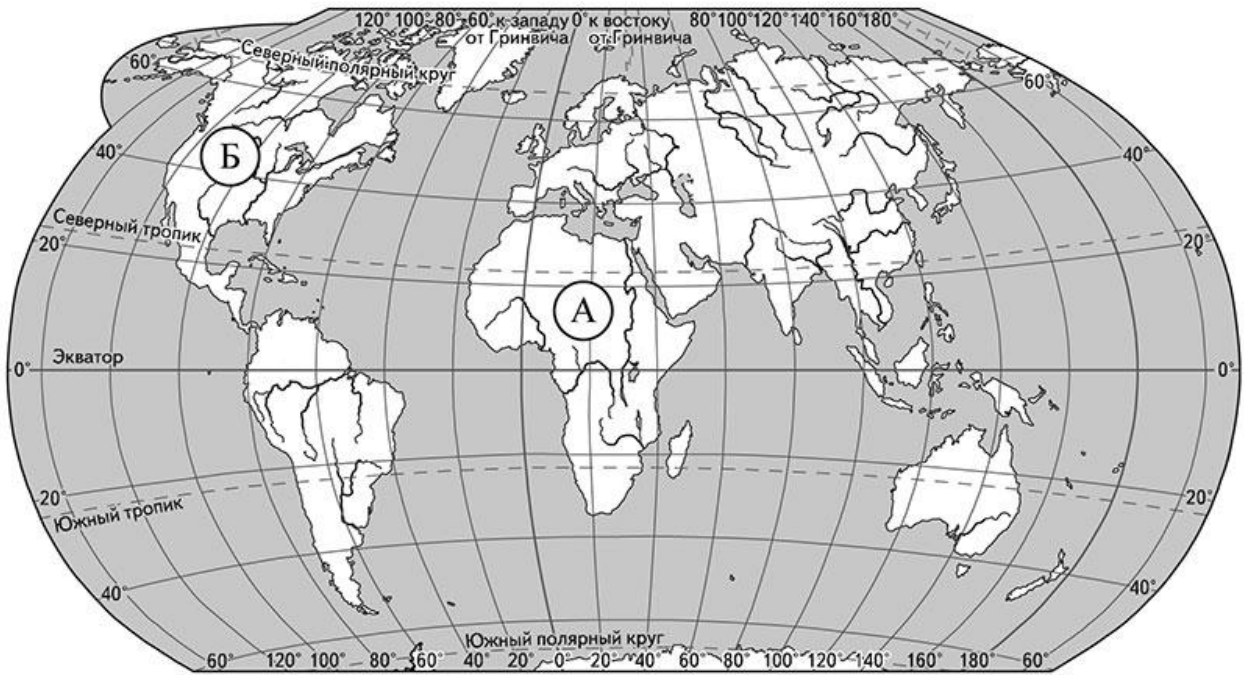 120° 100° 80° 60° к западу 0° к востоку 80° 100° 120° 140° 160° 180°
от Гринвича от Гринвича
Северный полярный круг
60° 60°
Б
40° 40°
Северный тропик
20° 20°
А
Экватор
0° 0°
20° 20°
Южный тропик
40° 40°
Южный полярный круг
60° 120° 100° 80° 60° 40° 20° 0° 20° 40° 60° 80° 100° 120° 140° 160° 180° 60°